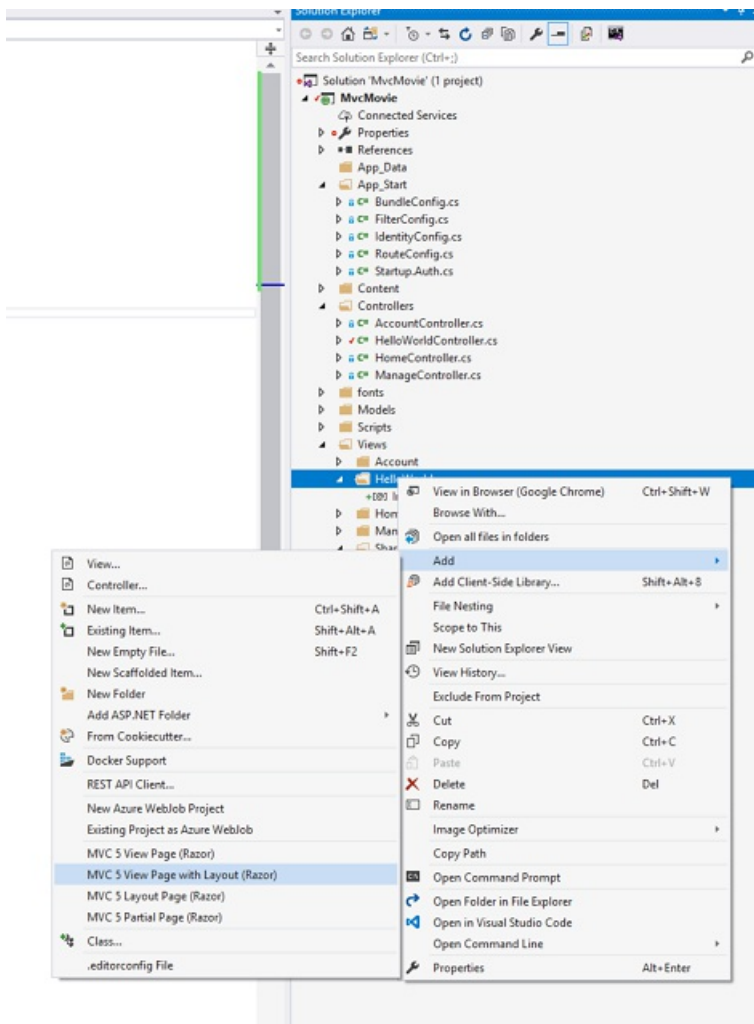 Solution Explorer
Search Solution Explorer (Ctrl+;)
Solution 'MvcMovie' (1 project)
MvcMovie
Connected Services
Properties
References
App_Data
App_Start
BundleConfig.cs
FilterConfig.cs
IdentityConfig.cs
RouteConfig.cs
Startup.Auth.cs
Content
Controllers
AccountController.cs
HelloWorldController.cs
HomeController.cs
ManageController.cs
fonts
Models
Scripts
Views
Account
View in Browser (Google Chrome) Ctrl+Shift+W
Browse With...
Open all files in folders
Add
Add Client-Side Library... Shift+Alt+8
File Nesting
Scope to This
New Solution Explorer View
View History...
Exclude From Project
Cut Ctrl+X
Copy Ctrl+C
Paste Ctrl+V
Delete Del
Rename
Image Optimizer
Copy Path
Open Command Prompt
Open Folder in File Explorer
Open in Visual Studio Code
Open Command Line
Properties Alt+Enter
View...
Controller...
New Item... Ctrl+Shift+A
Existing Item... Shift+Alt+A
New Empty File... Shift+F2
New Scaffolded Item...
New Folder
Add ASP.NET Folder
From Cookiecutter...
Docker Support
REST API Client...
New Azure WebJob Project
Existing Project as Azure WebJob
MVC 5 View Page (Razor)
MVC 5 View Page with Layout (Razor)
MVC 5 Layout Page (Razor)
MVC 5 Partial Page (Razor)
Class...
.editorconfig File